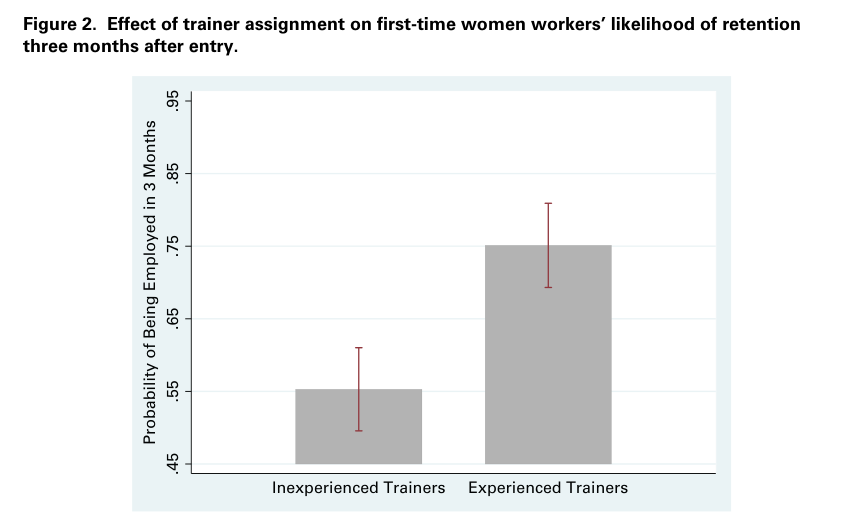 Figure 2. Effect of trainer assignment on first-time women workers’ likelihood of retention
three months after entry.
Probability of Being Employed in 3 Months
.95
.85
.75
.65
.55
.45
Inexperienced Trainers
Experienced Trainers